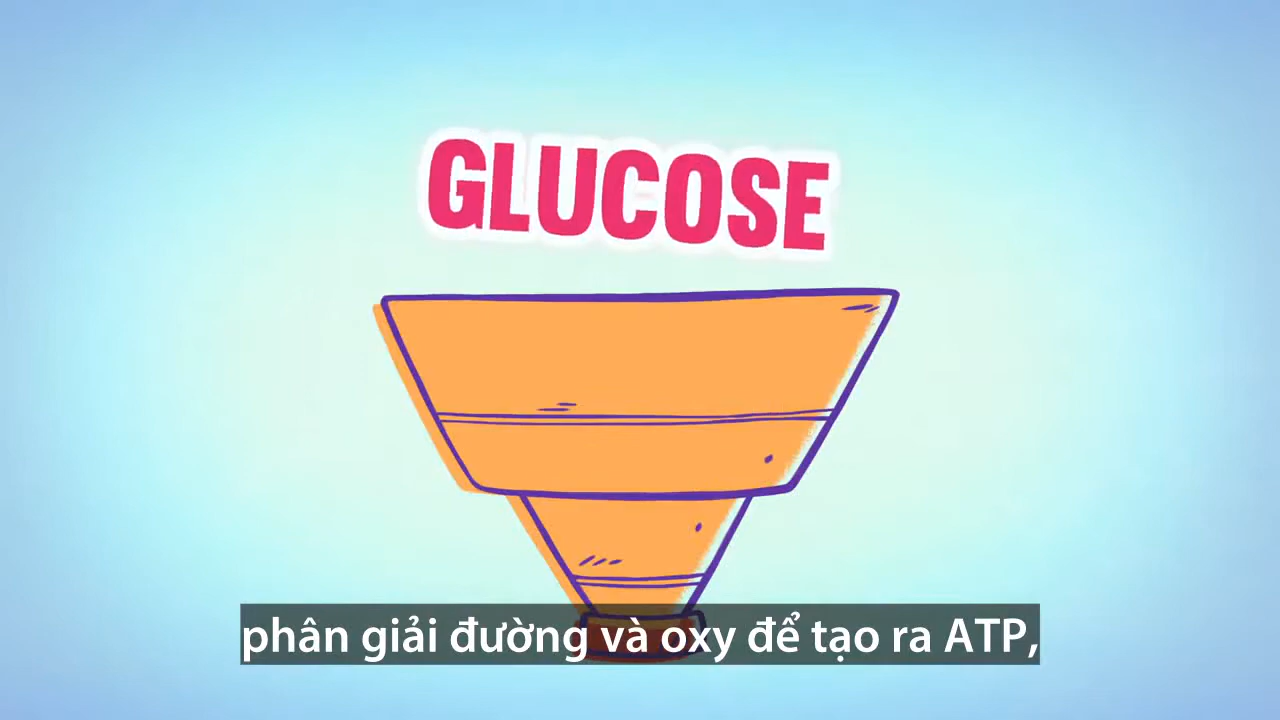 GLUCOSE
phân giải đường và oxy để tạo ra ATP,